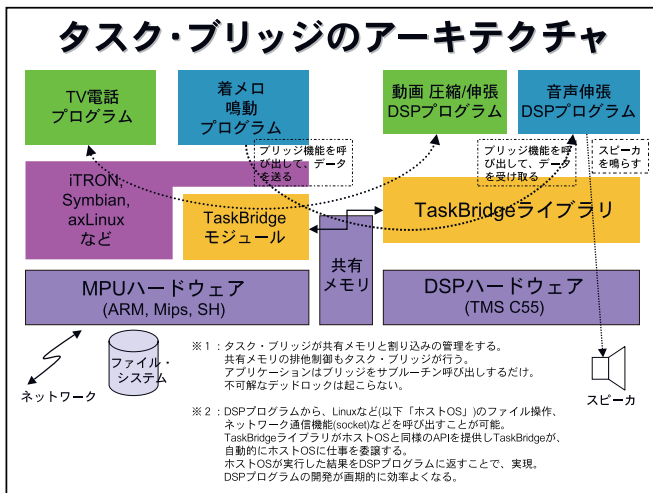 タスク・ブリッジのアーキテクチャ
TV電話
プログラム
着メロ
鳴動
プログラム
動画 圧縮/伸張
DSPプログラム
音声伸張
DSPプログラム
ブリッジ機能を呼
び出して、データ
を送る
ブリッジ機能を呼
び出して、データ
を受け取る
スピーカ
を鳴らす
iTRON,
Symbian,
axLinux
など
TaskBridge
モジュール
TaskBridgeライブラリ
共有
メモリ
MPUハードウェア
(ARM, Mips, SH)
DSPハードウェア
(TMS C55)
ファイル・
システム
ネットワーク
スピーカ
※1：タスク・ブリッジが共有メモリと割り込みの管理をする。
共有メモリの排他制御もタスク・ブリッジが行う。
アプリケーションはブリッジをサブルーチン呼び出しするだけ。
不可解なデッドロックは起こらない。
※2：DSPプログラムから、Linuxなど(以下「ホストOS」)のファイル操作、
ネットワーク通信機能(socket)などを呼び出すことが可能。
TaskBridgeライブラリがホストOSと同様のAPIを提供しTaskBridgeが、
自動的にホストOSに仕事を委譲する。
ホストOSが実行した結果をDSPプログラムに返すことで、実現。
DSPプログラムの開発が画期的に効率よくなる。